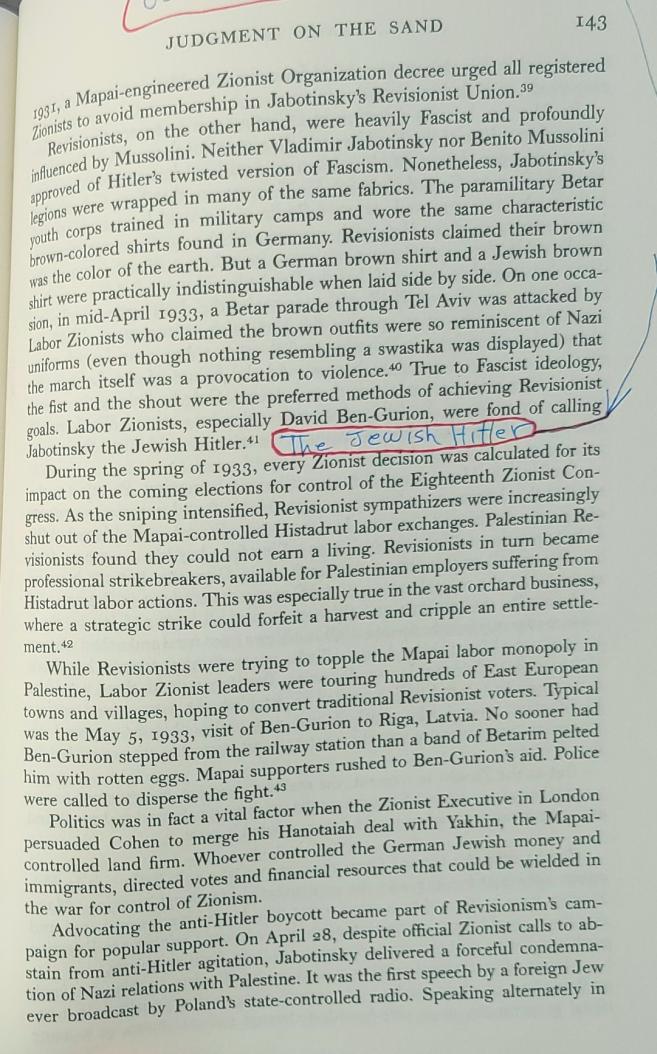 JUDGMENT ON THE SAND 143
1931, a Mapai-engineered Zionist Organization decree urged all registered
Zionists to avoid membership in Jabotinsky's Revisionist Union.³⁹
Revisionists, on the other hand, were heavily Fascist and profoundly
influenced by Mussolini. Neither Vladimir Jabotinsky nor Benito Mussolini
approved of Hitler's twisted version of Fascism. Nonetheless, Jabotinsky's
legions were wrapped in many of the same fabrics. The paramilitary Betar
youth corps trained in military camps and wore the same characteristic
brown-colored shirts found in Germany. Revisionists claimed their brown
was the color of the earth. But a German brown shirt and a Jewish brown
shirt were practically indistinguishable when laid side by side. On one occa-
sion, in mid-April 1933, a Betar parade through Tel Aviv was attacked by
Labor Zionists who claimed the brown outfits were so reminiscent of Nazi
uniforms (even though nothing resembling a swastika was displayed) that
the march itself was a provocation to violence.⁴⁰ True to Fascist ideology,
the fist and the shout were the preferred methods of achieving Revisionist
goals. Labor Zionists, especially David Ben-Gurion, were fond of calling
Jabotinsky the Jewish Hitler.⁴¹ The Jewish Hitler
During the spring of 1933, every Zionist decision was calculated for its
impact on the coming elections for control of the Eighteenth Zionist Con-
gress. As the sniping intensified, Revisionist sympathizers were increasingly
shut out of the Mapai-controlled Histadrut labor exchanges. Palestinian Re-
visionists found they could not earn a living. Revisionists in turn became
professional strikebreakers, available for Palestinian employers suffering from
Histadrut labor actions. This was especially true in the vast orchard business,
where a strategic strike could forfeit a harvest and cripple an entire settle-
ment.⁴²
While Revisionists were trying to topple the Mapai labor monopoly in
Palestine, Labor Zionist leaders were touring hundreds of East European
towns and villages, hoping to convert traditional Revisionist voters. Typical
was the May 5, 1933, visit of Ben-Gurion to Riga, Latvia. No sooner had
Ben-Gurion stepped from the railway station than a band of Betarim pelted
him with rotten eggs. Mapai supporters rushed to Ben-Gurion's aid. Police
were called to disperse the fight.⁴³
Politics was in fact a vital factor when the Zionist Executive in London
persuaded Cohen to merge his Hanotaiah deal with Yakhin, the Mapai-
controlled land firm. Whoever controlled the German Jewish money and
immigrants, directed votes and financial resources that could be wielded in
the war for control of Zionism.
Advocating the anti-Hitler boycott became part of Revisionism's cam-
paign for popular support. On April 28, despite official Zionist calls to ab-
stain from anti-Hitler agitation, Jabotinsky delivered a forceful condemna-
tion of Nazi relations with Palestine. It was the first speech by a foreign Jew
ever broadcast by Poland's state-controlled radio. Speaking alternately in